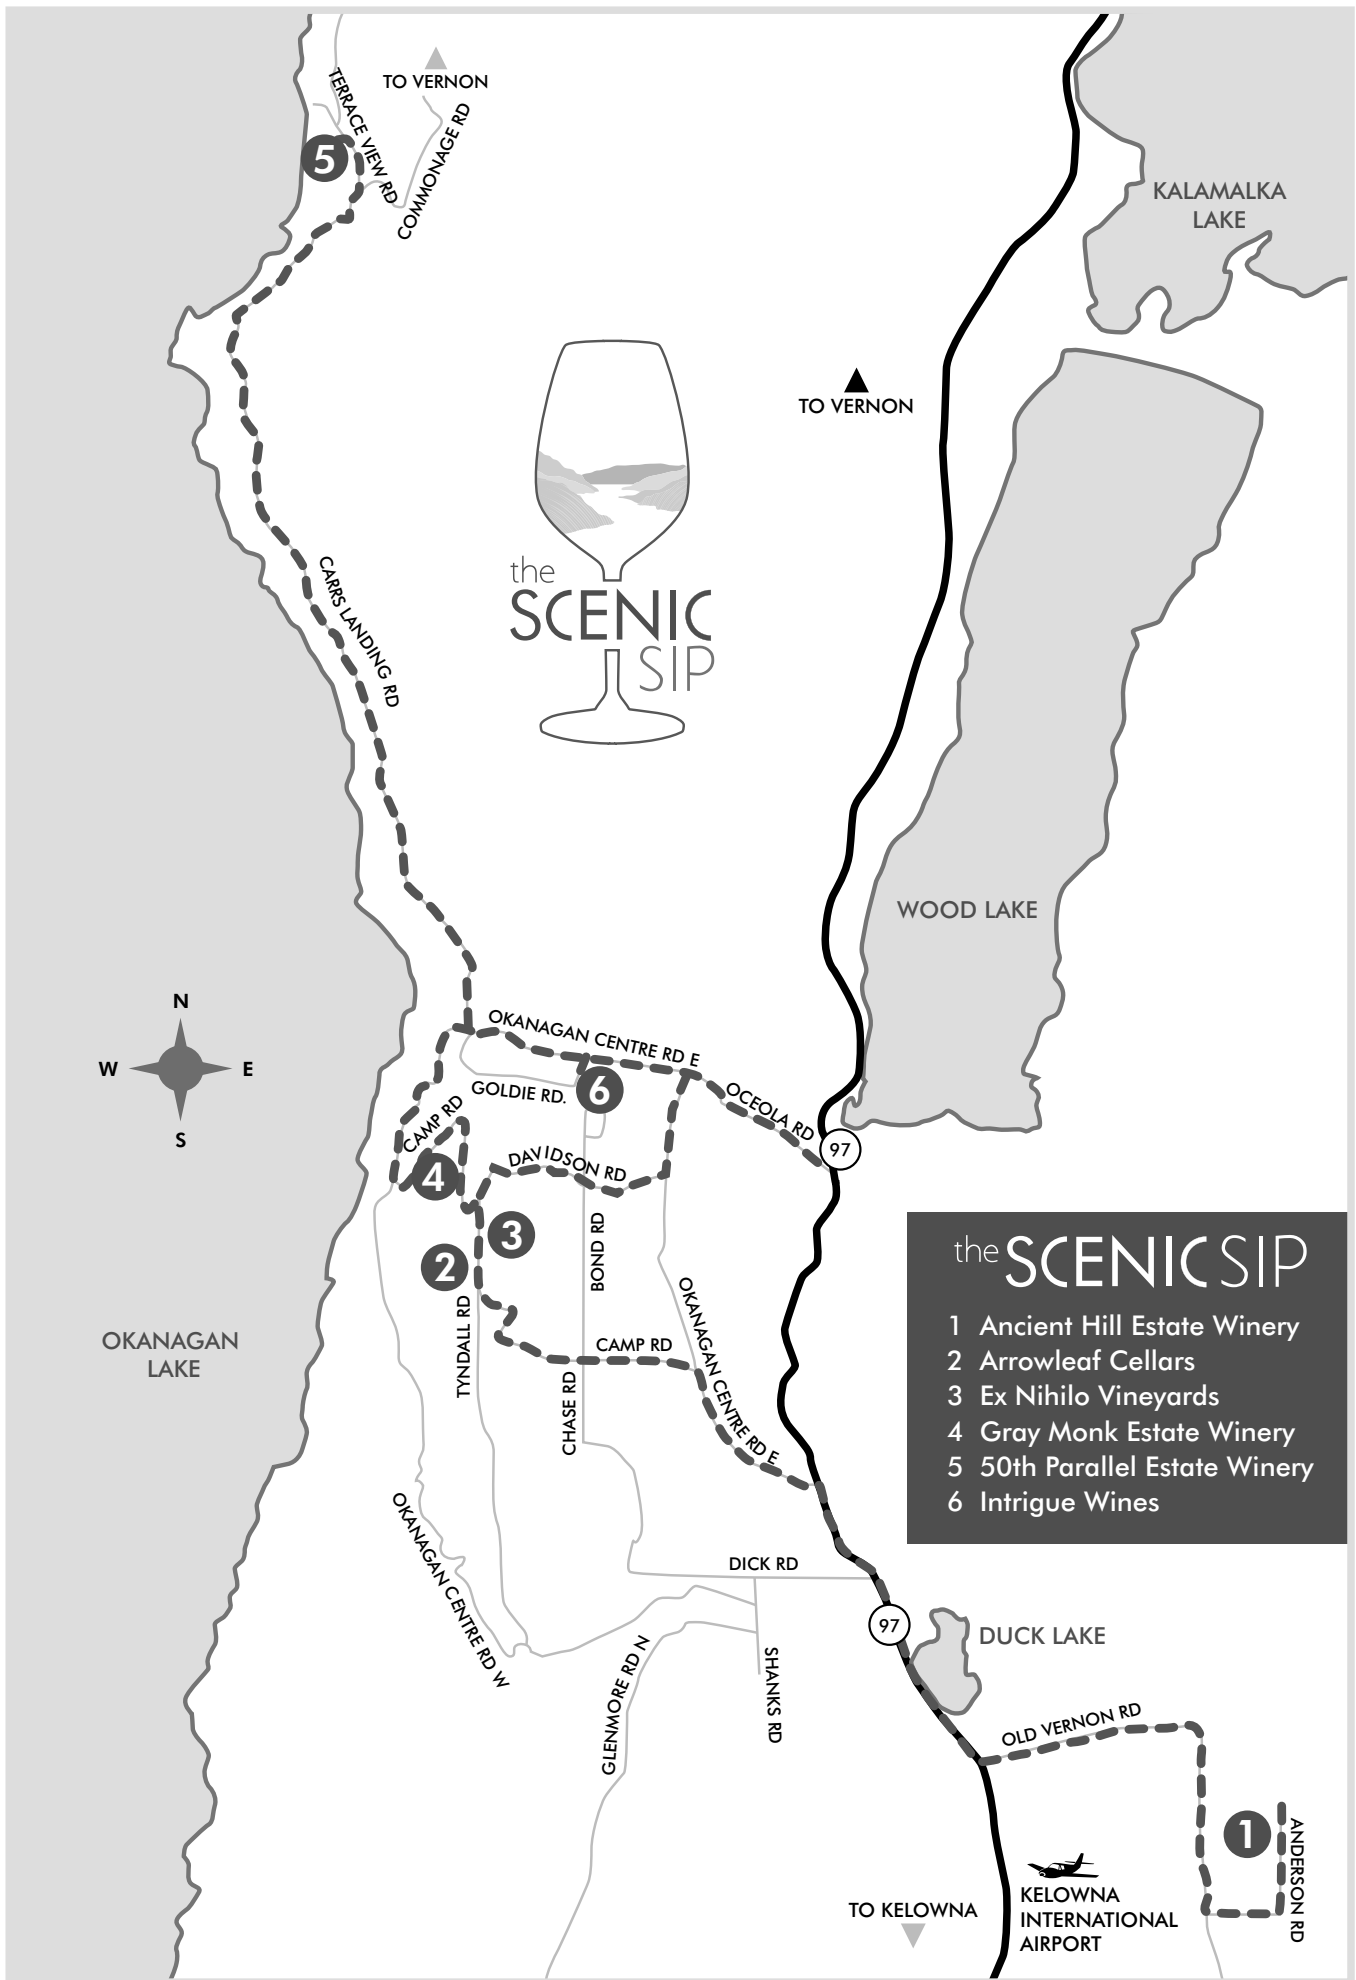 TO VERNON
TERRACE VIEW RD
COMMONAGE RD
5
KALAMALKA
LAKE
TO VERNON
the
SCENIC
SIP
CARRS LANDING RD
WOOD LAKE
N
W
E
S
OKANAGAN CENTRE RD E
GOLDIE RD.
6
OCEOLA RD
97
CAMP RD
4
DAVIDSON RD
3
2
BOND RD
TYNDALL RD
OKANAGAN
LAKE
CAMP RD
CHASE RD
OKANAGAN CENTRE RD E
the SCENIC SIP
1 Ancient Hill Estate Winery
2 Arrowleaf Cellars
3 Ex Nihilo Vineyards
4 Gray Monk Estate Winery
5 50th Parallel Estate Winery
6 Intrigue Wines
OKANAGAN CENTRE RD W
DICK RD
97
DUCK LAKE
GLENMORE RD N
SHANKS RD
OLD VERNON RD
1
ANDERSON RD
TO KELOWNA
KELOWNA
INTERNATIONAL
AIRPORT